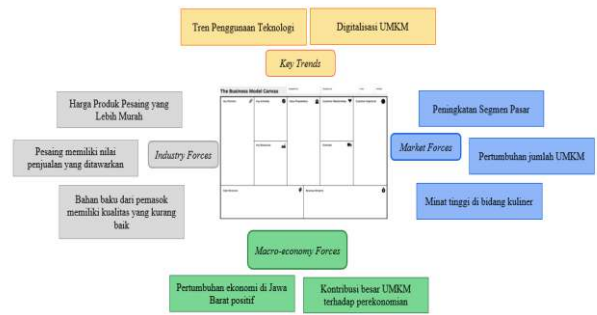 Tren Penggunaan Teknologi
Digitalisasi UMKM
Key Trends
Harga Produk Pesaing yang
Lebih Murah
Pesaing memiliki nilai
penjualan yang ditawarkan
Bahan baku dari pemasok
memiliki kualitas yang kurang
baik
Industry Forces
The Business Model Canvas
Market Forces
Peningkatan Segmen Pasar
Pertumbuhan jumlah UMKM
Minat tinggi di bidang kuliner
Macro-economy Forces
Pertumbuhan ekonomi di Jawa
Barat positif
Kontribusi besar UMKM
terhadap perekonomian